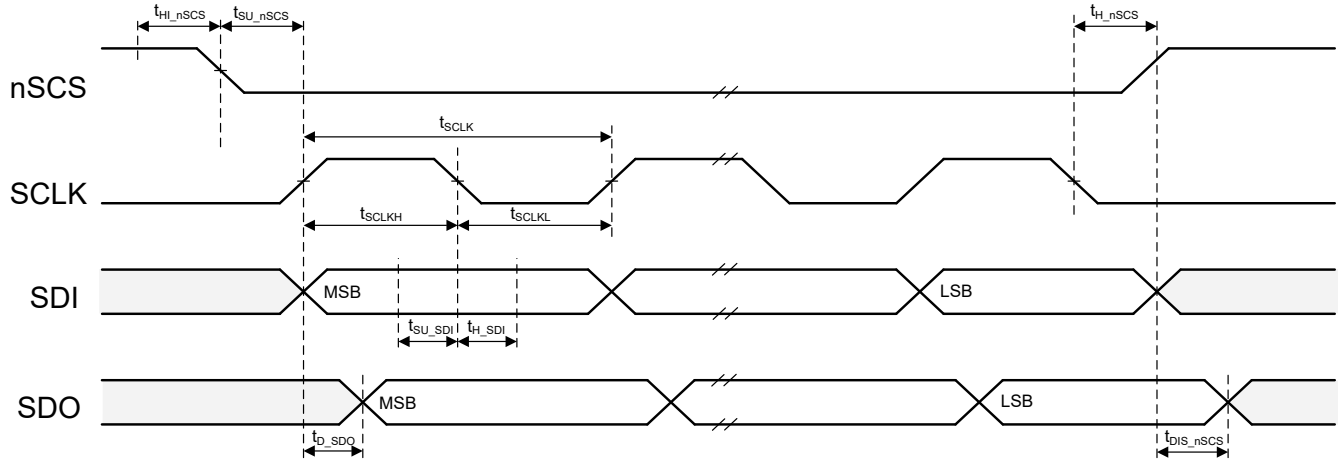 tHI_nSCS tSU_nSCS tH_nSCS
nSCS
tSCLK
SCLK
tSCLKH tSCLKL
SDI MSB LSB
tSU_SDI tH_SDI
SDO MSB LSB
tD_SDO tDIS_nSCS